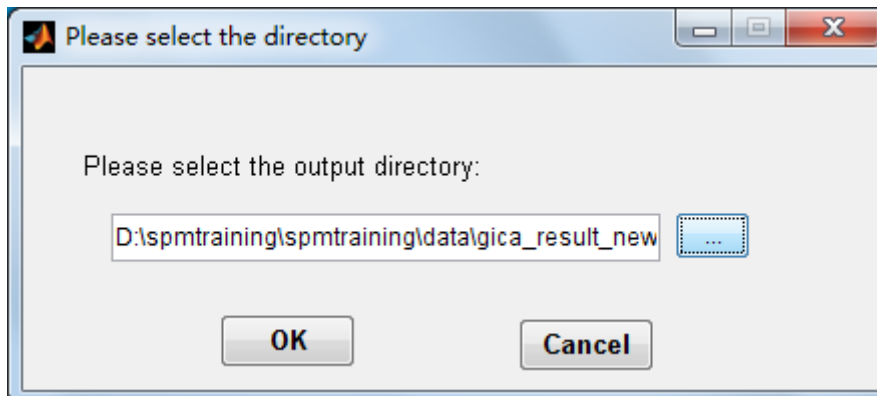 Please select the directory
Please select the output directory:
D:\spmtraining\spmtraining\data\gica_result_new
...
OK
Cancel